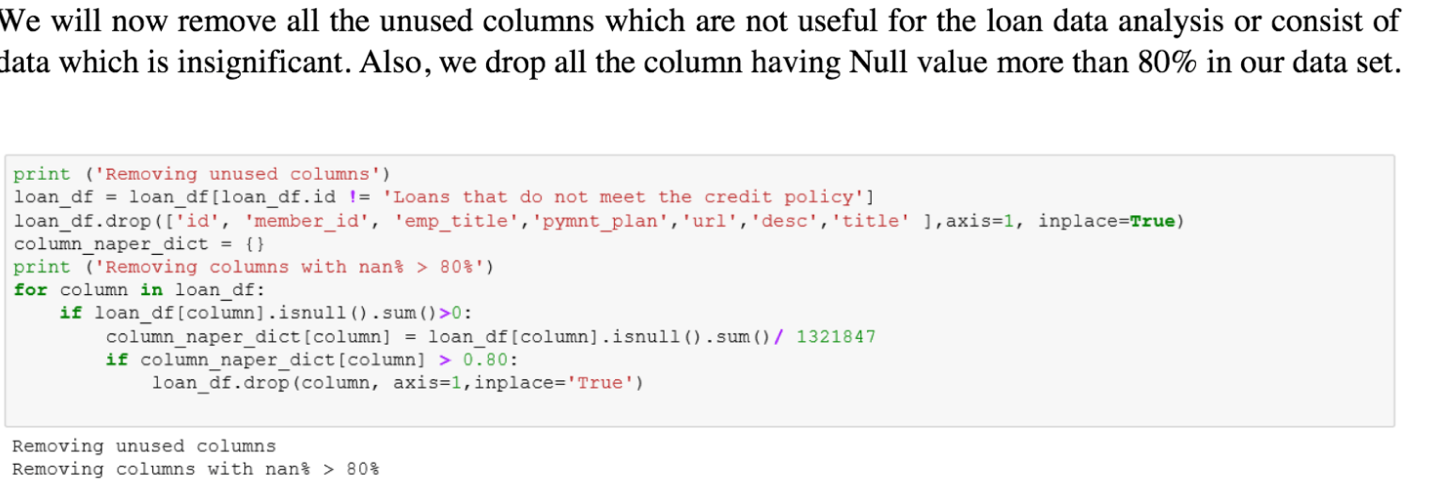 We will now remove all the unused columns which are not useful for the loan data analysis or consist of
data which is insignificant. Also, we drop all the column having Null value more than 80% in our data set.
print ('Removing unused columns')
loan_df = loan_df[loan_df.id != 'Loans that do not meet the credit policy']
loan_df.drop(['id', 'member_id', 'emp_title','pymnt_plan','url','desc','title' ],axis=1, inplace=True)
column_naper_dict = {}
print ('Removing columns with nan% > 80%')
for column in loan_df:
    if loan_df[column].isnull().sum()>0:
        column_naper_dict[column] = loan_df[column].isnull().sum()/ 1321847
        if column_naper_dict[column] > 0.80:
            loan_df.drop(column, axis=1,inplace='True')
Removing unused columns
Removing columns with nan% > 80%